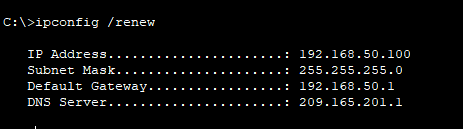 C:\>ipconfig /renew
IP Address......................: 192.168.50.100
Subnet Mask.....................: 255.255.255.0
Default Gateway.................: 192.168.50.1
DNS Server......................: 209.165.201.1